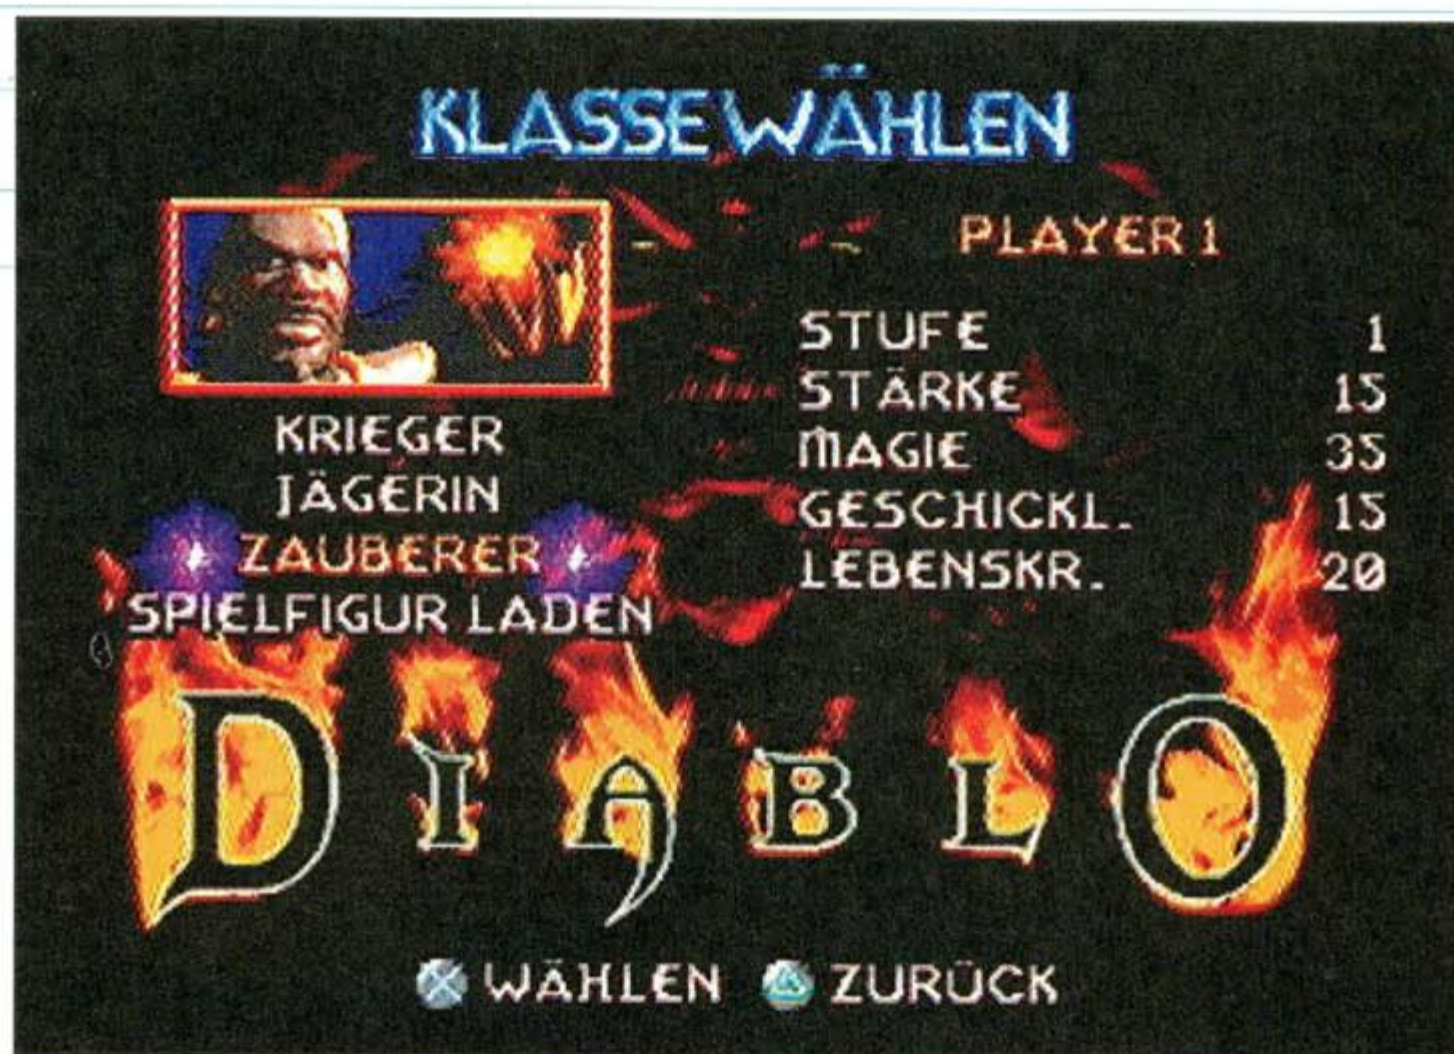 KLASSE WÄHLEN
PLAYER 1
KRIEGER
JÄGERIN
ZAUBERER
SPIELFIGUR LADEN
STUFE 1
STÄRKE 15
MAGIE 35
GESCHICKL. 15
LEBENSKR. 20
DIABLO
WÄHLEN ZURÜCK